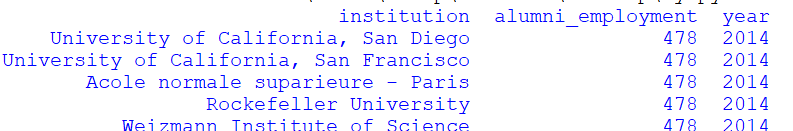 institution alumni_employment year
University of California, San Diego 478 2014
University of California, San Francisco 478 2014
Acole normale suparieure - Paris 478 2014
Rockefeller University 478 2014
Weizmann Institute of Science 478 2014